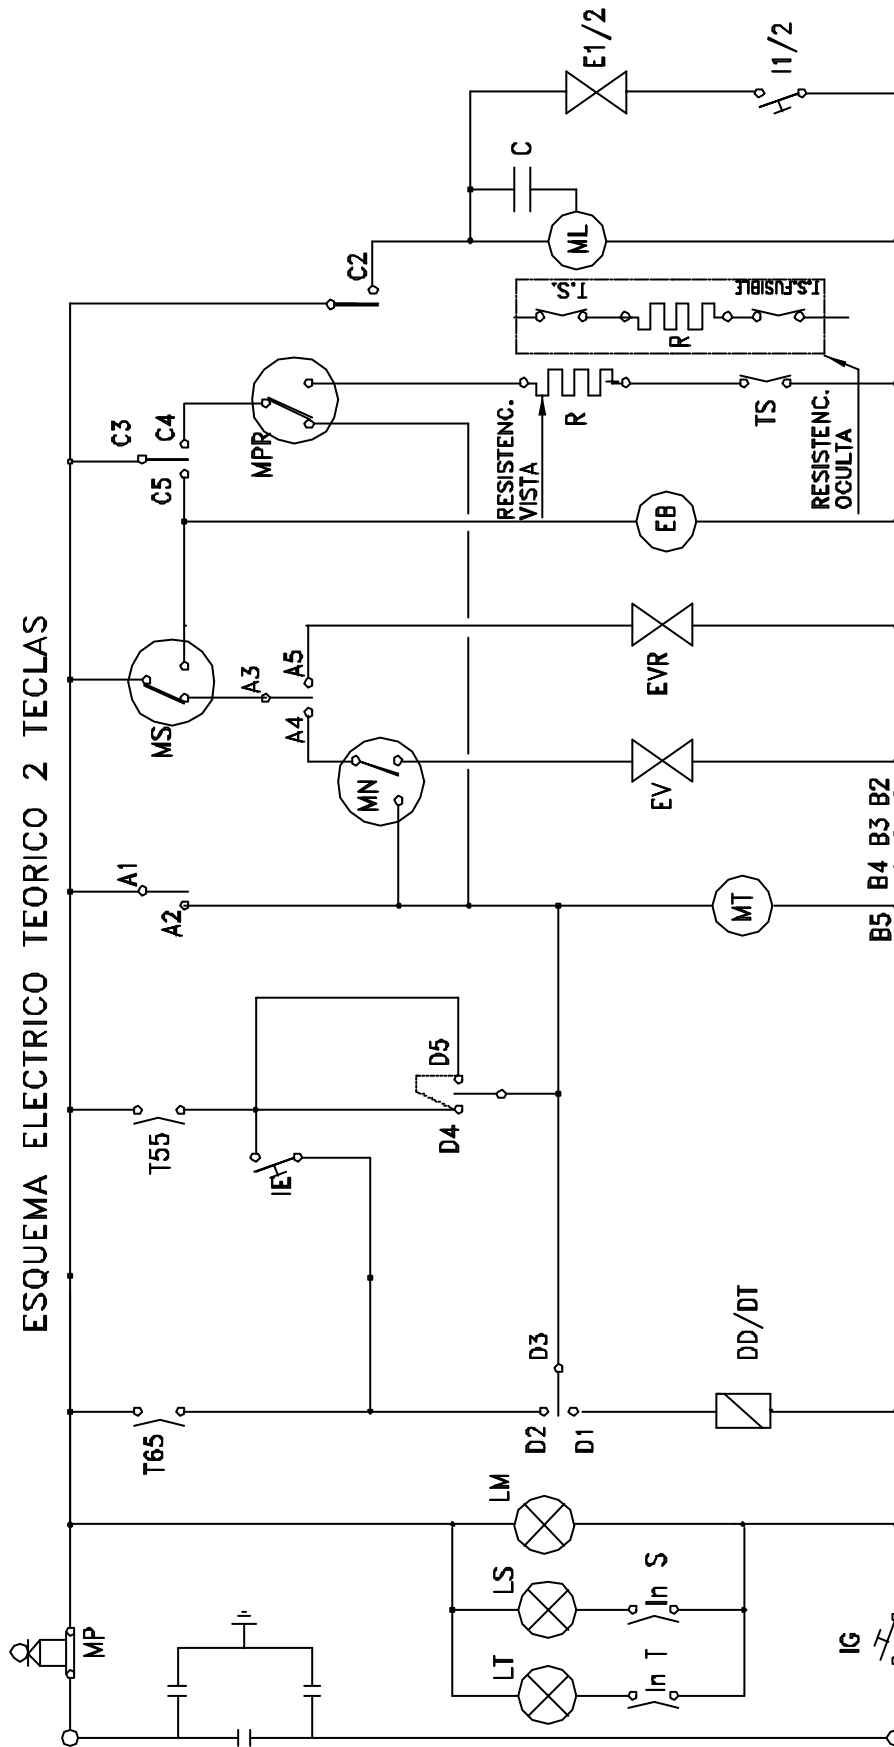 ESQUEMA ELECTRICO TEORICO 2 TECLAS
MP
LT
LS
LM
In T
In S
IG
T65
D2
D1
D3
DD/DT
T55
IE
D4
D5
A1
A2
MS
A3
A4
A5
MN
EV
EVR
MT
B5
B4
B3
B2
C3
C5
C4
MPR
EB
RESISTENC.
VISTA
R
TS
RESISTENC.
OCULTA
I.S.
R
I.S.FUSIBLE
C2
ML
C
E1/2
I1/2